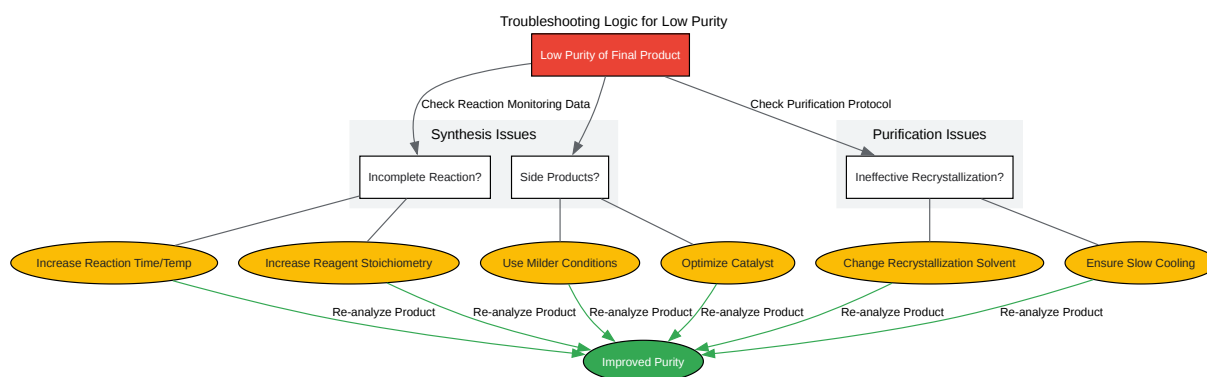 Troubleshooting Logic for Low Purity
Low Purity of Final Product
Check Reaction Monitoring Data
Check Purification Protocol
Synthesis Issues
Purification Issues
Incomplete Reaction?
Side Products?
Ineffective Recrystallization?
Increase Reaction Time/Temp
Increase Reagent Stoichiometry
Use Milder Conditions
Optimize Catalyst
Change Recrystallization Solvent
Ensure Slow Cooling
Re-analyze Product
Re-analyze Product
Re-analyze Product
Re-analyze Product
Re-analyze Product
Re-analyze Product
Improved Purity